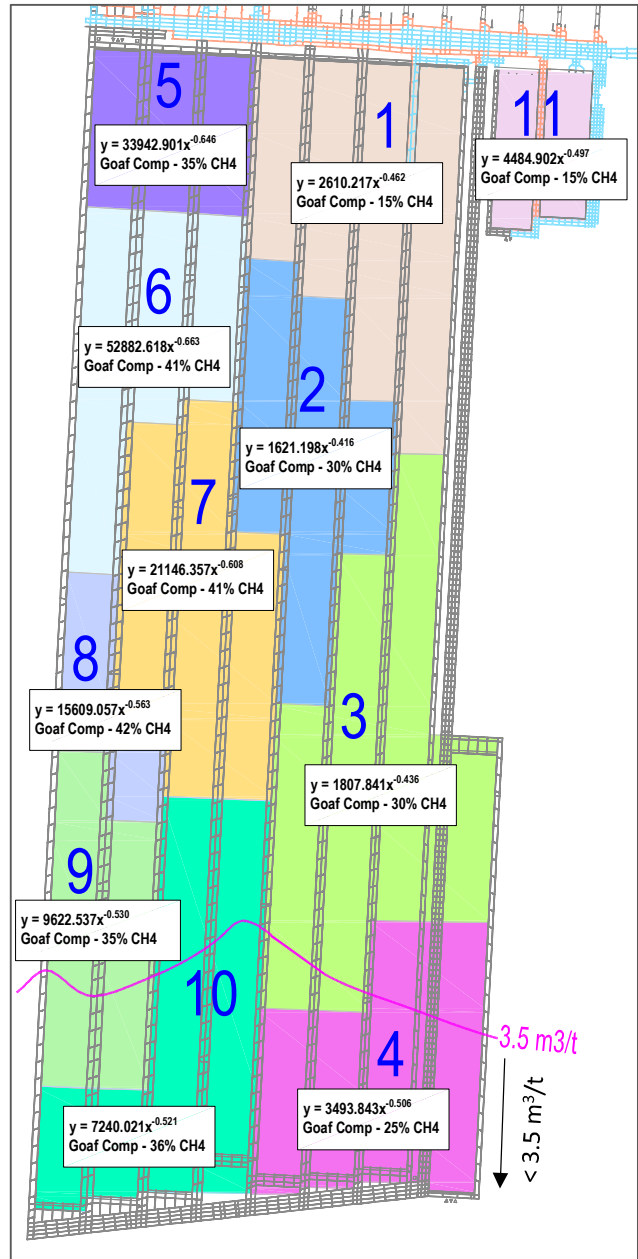 5
y = 33942.901x^-0.646
Goaf Comp - 35% CH4
1
y = 2610.217x^-0.462
Goaf Comp - 15% CH4
11
y = 4484.902x^-0.497
Goaf Comp - 15% CH4
6
y = 52882.618x^-0.663
Goaf Comp - 41% CH4
2
y = 1621.198x^-0.416
Goaf Comp - 30% CH4
7
y = 21146.357x^-0.608
Goaf Comp - 41% CH4
8
y = 15609.057x^-0.563
Goaf Comp - 42% CH4
3
y = 1807.841x^-0.436
Goaf Comp - 30% CH4
9
y = 9622.537x^-0.530
Goaf Comp - 35% CH4
10
y = 7240.021x^-0.521
Goaf Comp - 36% CH4
4
y = 3493.843x^-0.506
Goaf Comp - 25% CH4
3.5 m3/t
< 3.5 m³/t